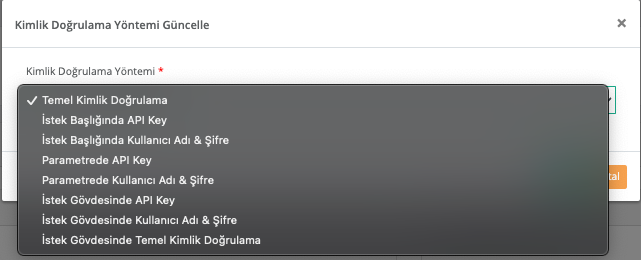 Kimlik Doğrulama Yöntemi Güncelle
×
Kimlik Doğrulama Yöntemi *
✓ Temel Kimlik Doğrulama
İstek Başlığında API Key
İstek Başlığında Kullanıcı Adı & Şifre
Parametrede API Key
Parametrede Kullanıcı Adı & Şifre
İstek Gövdesinde API Key
İstek Gövdesinde Kullanıcı Adı & Şifre
İstek Gövdesinde Temel Kimlik Doğrulama